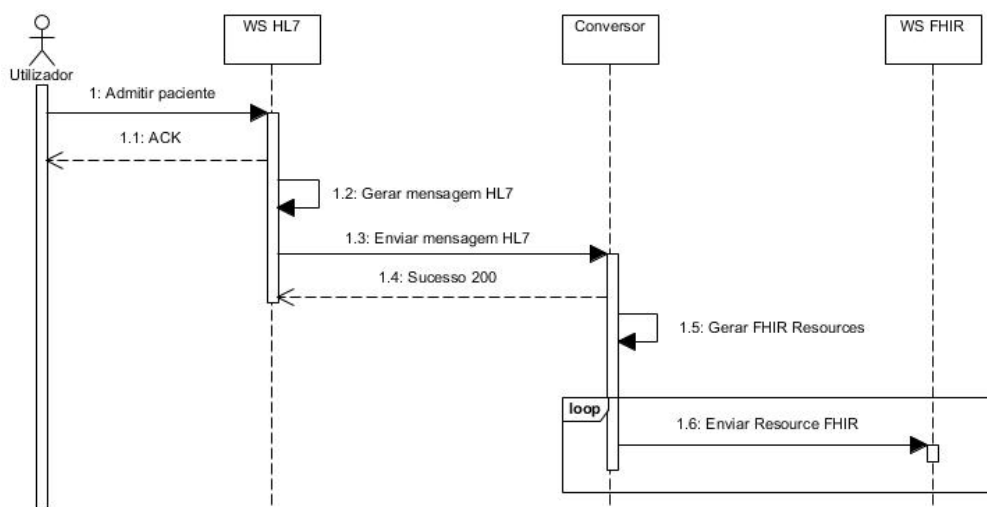 WS HL7
Conversor
WS FHIR
Utilizador
1: Admitir paciente
1.1: ACK
1.2: Gerar mensagem HL7
1.3: Enviar mensagem HL7
1.4: Sucesso 200
1.5: Gerar FHIR Resources
loop
1.6: Enviar Resource FHIR